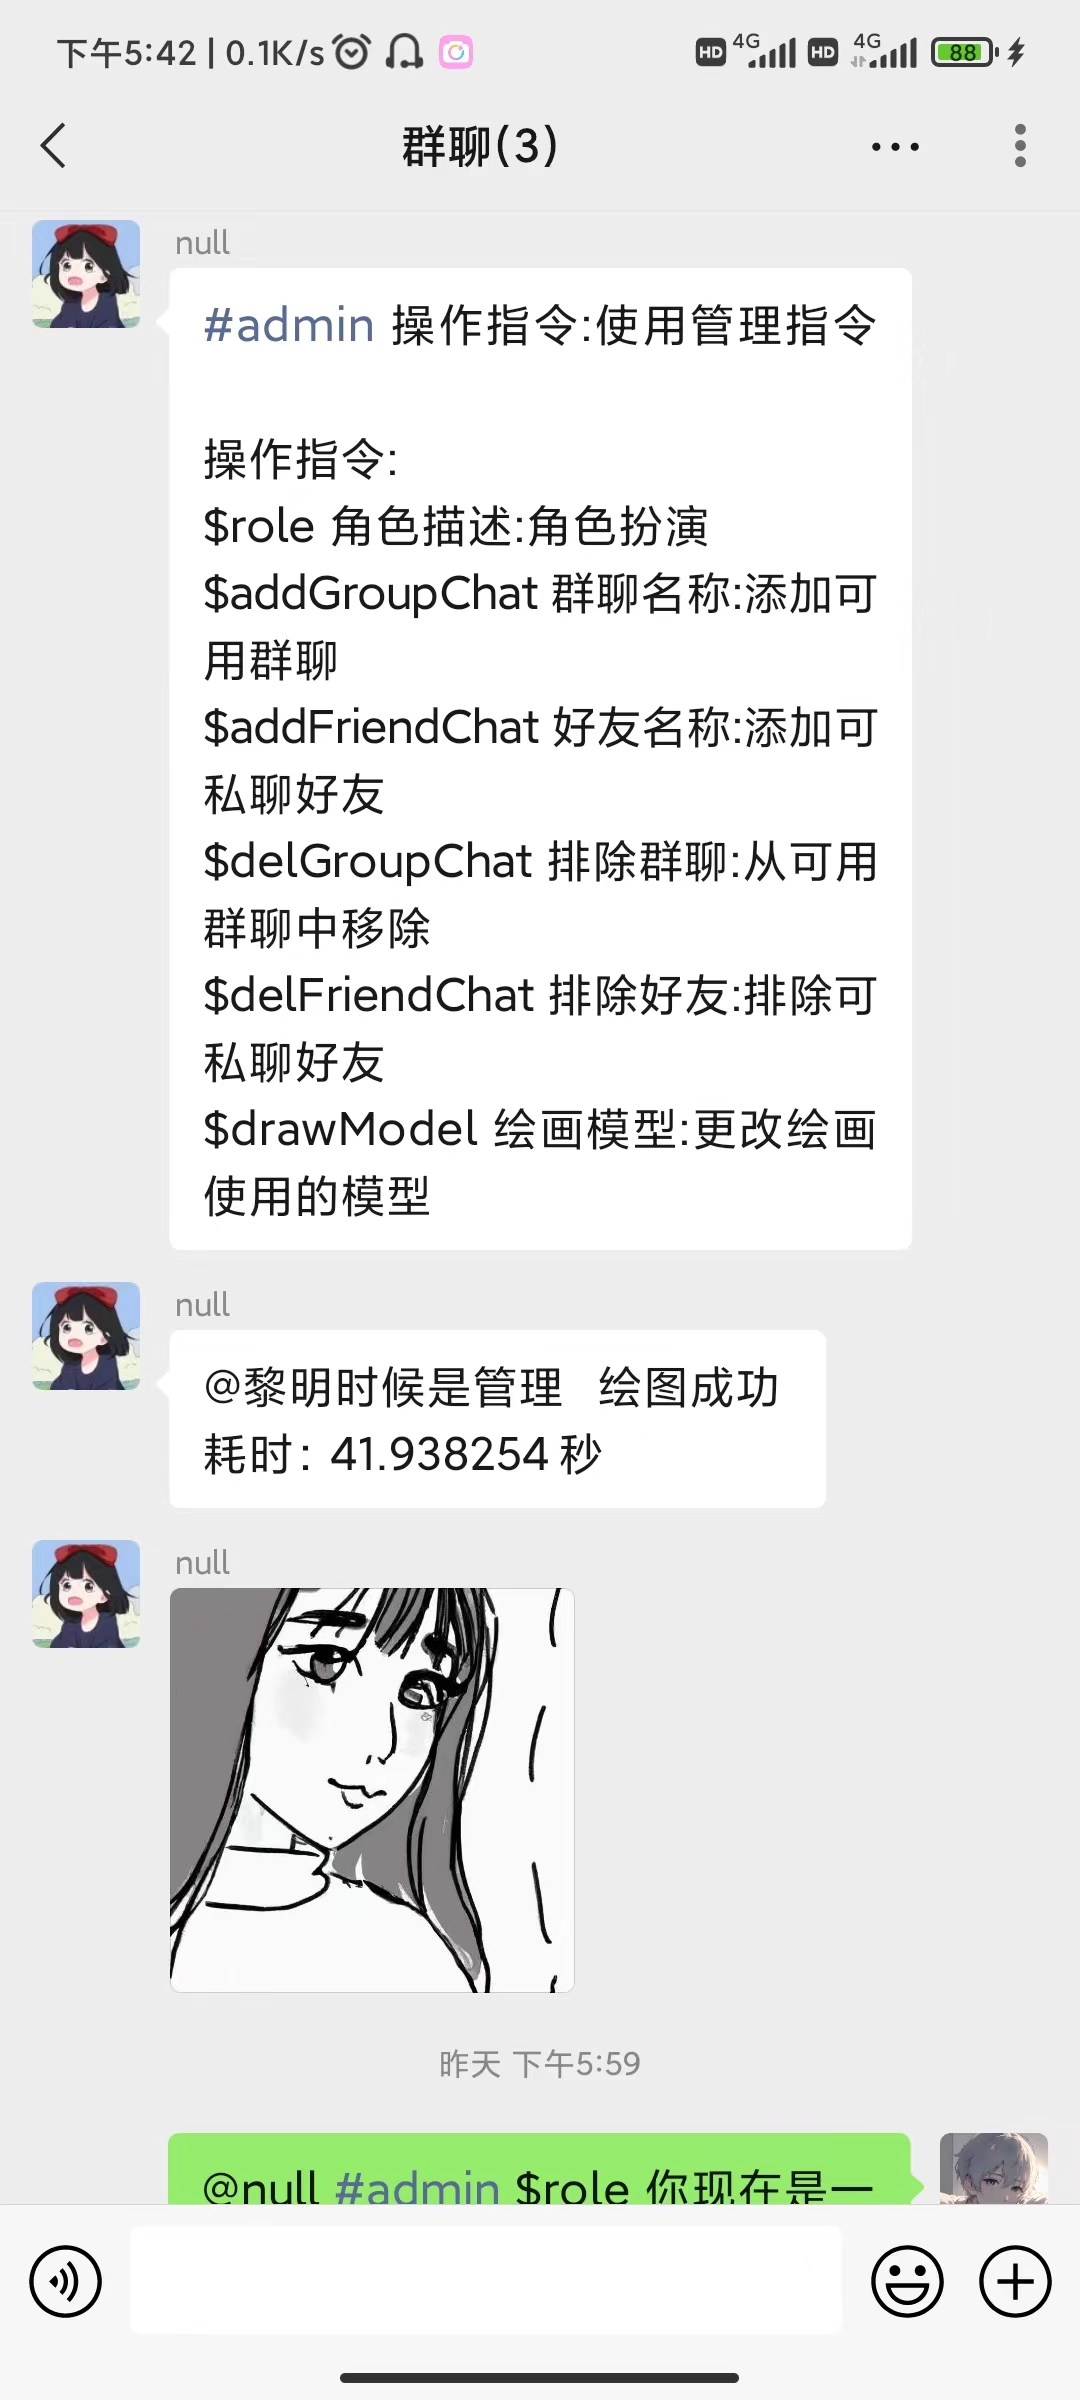 下午5:42 | 0.1K/s
HD 4G HD 4G 88
群聊(3)
null
#admin 操作指令:使用管理指令
操作指令:
$role 角色描述:角色扮演
$addGroupChat 群聊名称:添加可
用群聊
$addFriendChat 好友名称:添加可
私聊好友
$delGroupChat 排除群聊:从可用
群聊中移除
$delFriendChat 排除好友:排除可
私聊好友
$drawModel 绘画模型:更改绘画
使用的模型
null
@黎明时候是管理 绘图成功
耗时: 41.938254 秒
null
昨天 下午5:59
@null #admin $role 你现在是一